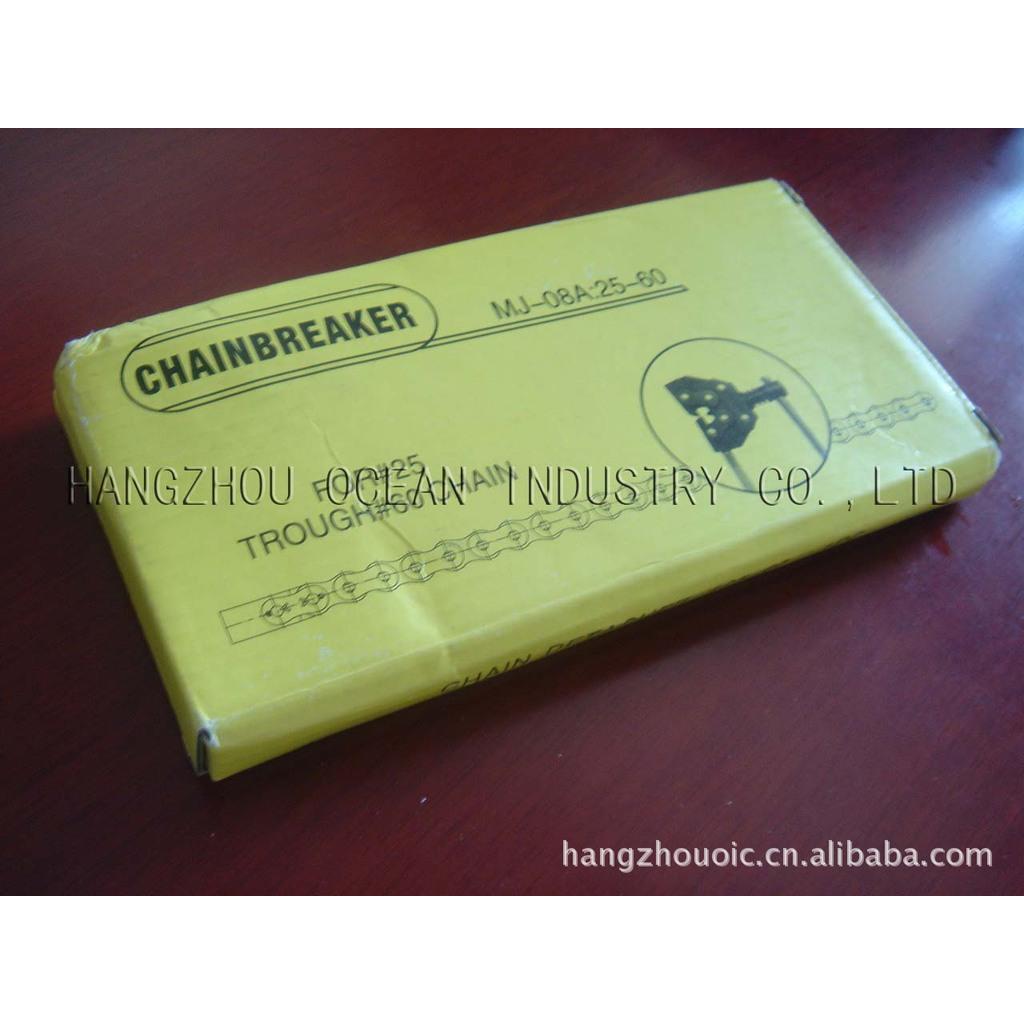 CHAINBREAKER
MJ-08A:25-60
FOR#25
TROUGH#60 CHAIN
HANGZHOU OCEAN INDUSTRY CO.,LTD
CHAIN
hangzhouoic.cn.alibaba.com